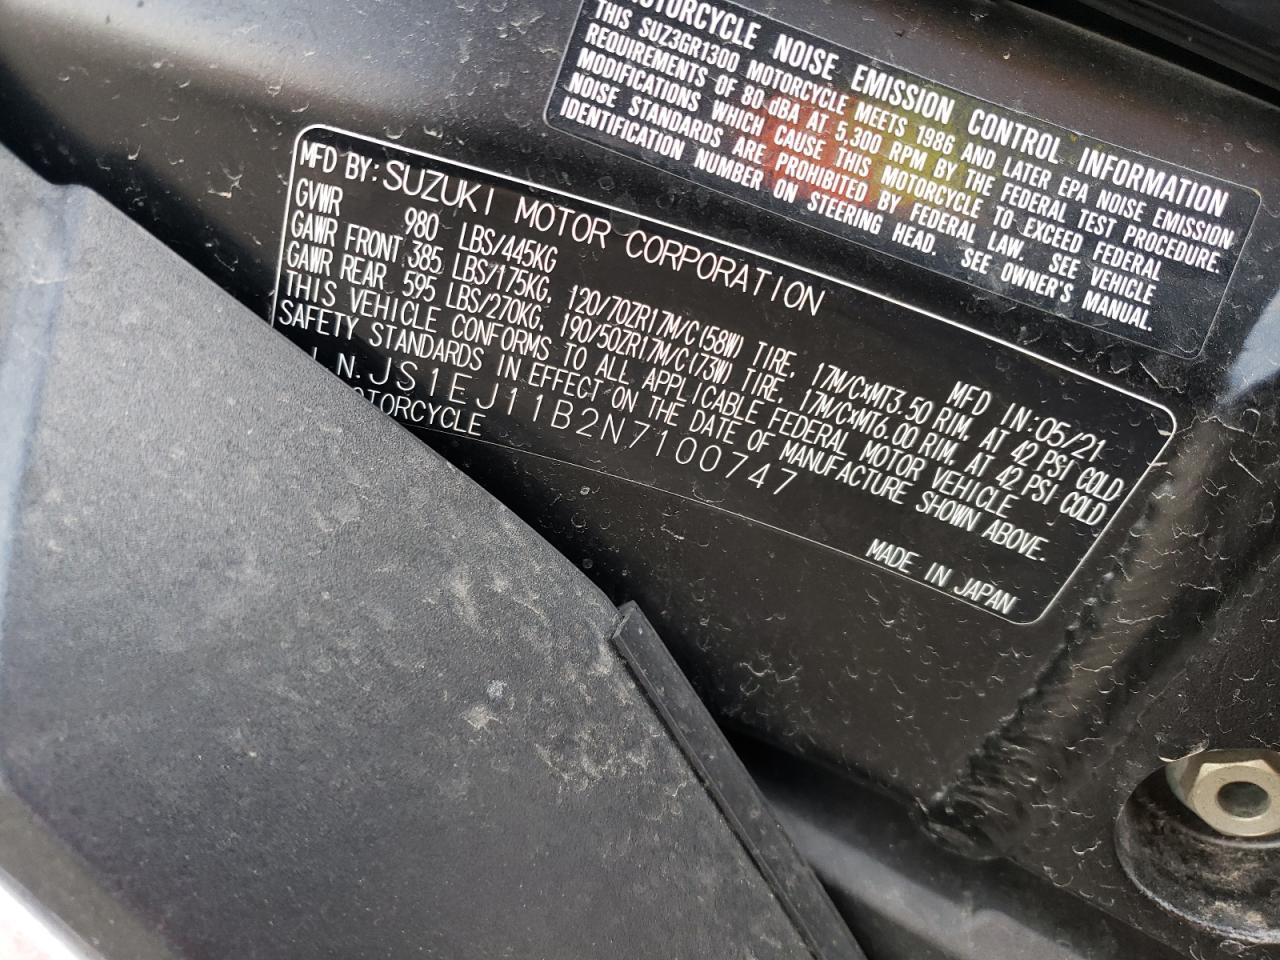 MOTORCYCLE NOISE EMISSION CONTROL INFORMATION
THIS SUZ3GR1300 MOTORCYCLE MEETS 1986 AND LATER EPA NOISE EMISSION
REQUIREMENTS OF 80 dBA AT 5,300 RPM BY THE FEDERAL TEST PROCEDURE.
MODIFICATIONS WHICH CAUSE THIS MOTORCYCLE TO EXCEED FEDERAL
NOISE STANDARDS ARE PROHIBITED BY FEDERAL LAW. SEE VEHICLE
IDENTIFICATION NUMBER ON STEERING HEAD. SEE OWNER'S MANUAL.
MFD BY: SUZUKI MOTOR CORPORATION
MFD IN: 05/21
GVWR 980 LBS/445KG
GAWR FRONT 385 LBS/175KG, 120/70ZR17M/C(58W) TIRE, 17M/CxMT3.50 RIM, AT 42 PSI COLD
GAWR REAR 595 LBS/270KG, 190/50ZR17M/C(73W) TIRE, 17M/CxMT6.00 RIM, AT 42 PSI COLD
THIS VEHICLE CONFORMS TO ALL APPLICABLE FEDERAL MOTOR VEHICLE
SAFETY STANDARDS IN EFFECT ON THE DATE OF MANUFACTURE SHOWN ABOVE.
I.N. JS1EJ11B2N7100747
OTORCYCLE
MADE IN JAPAN